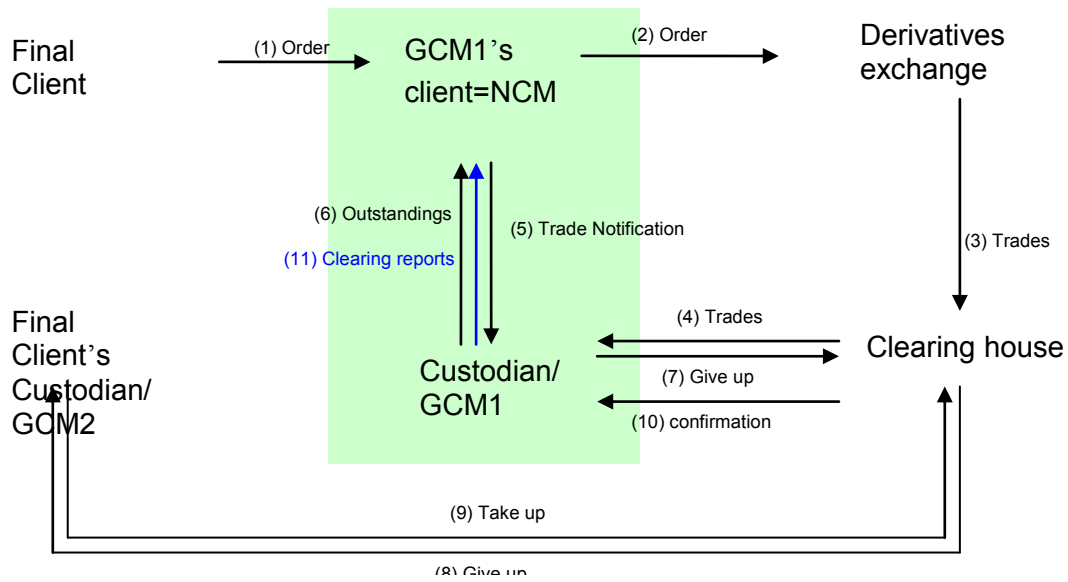 Final
Client
(1) Order
GCM1’s
client=NCM
(2) Order
Derivatives
exchange
(6) Outstandings
(5) Trade Notification
(11) Clearing reports
(3) Trades
Final
Client’s
Custodian/
GCM2
Custodian/
GCM1
(4) Trades
(7) Give up
(10) confirmation
Clearing house
(9) Take up
(8) Give up